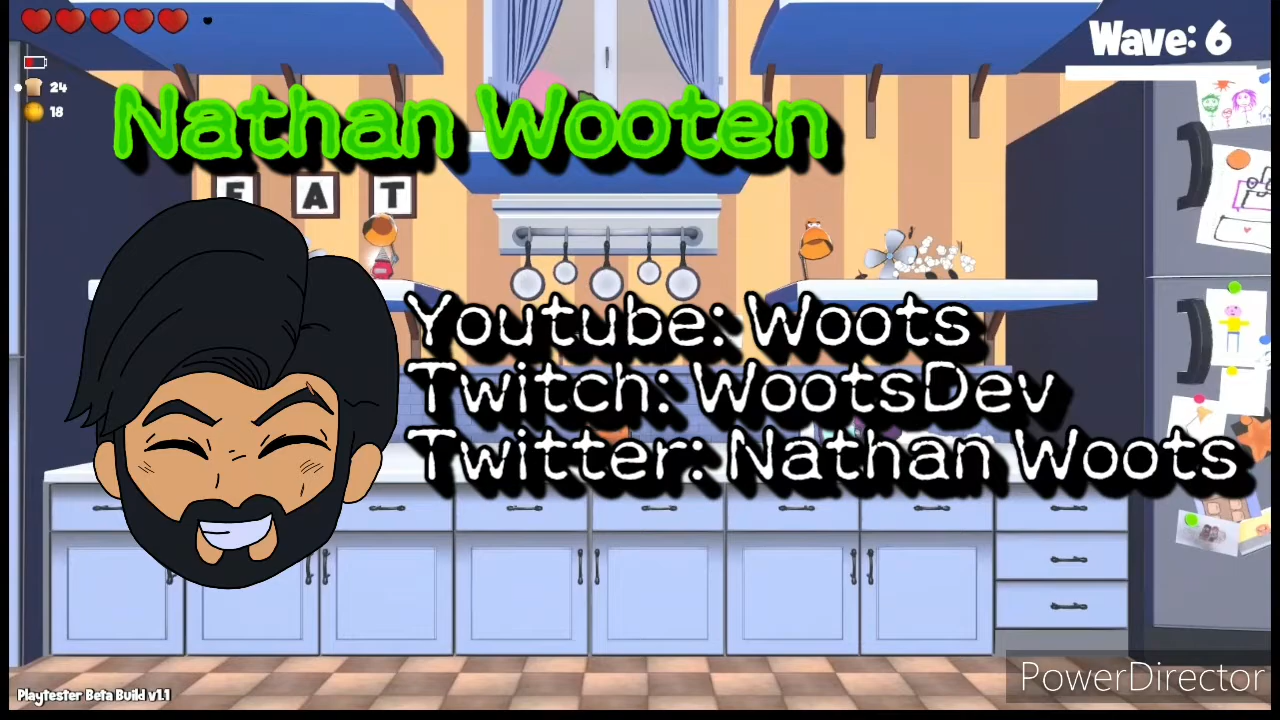 Wave: 6
24
18
Nathan Wooten
EAT
Youtube: Woots
Twitch: WootsDev
Twitter: Nathan Woots
Playtester Beta Build v1.1
PowerDirector